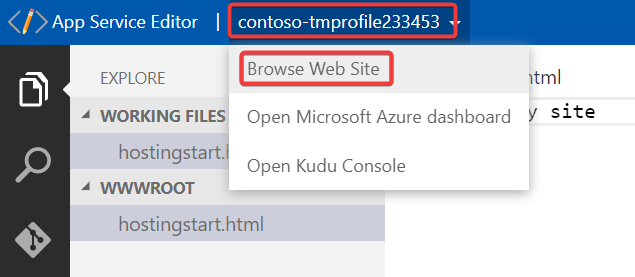 App Service Editor | contoso-tmprofile233453
EXPLORE
Browse Web Site
html
WORKING FILES
Open Microsoft Azure dashboard
site
hostingstart.
Open Kudu Console
WWWROOT
hostingstart.html